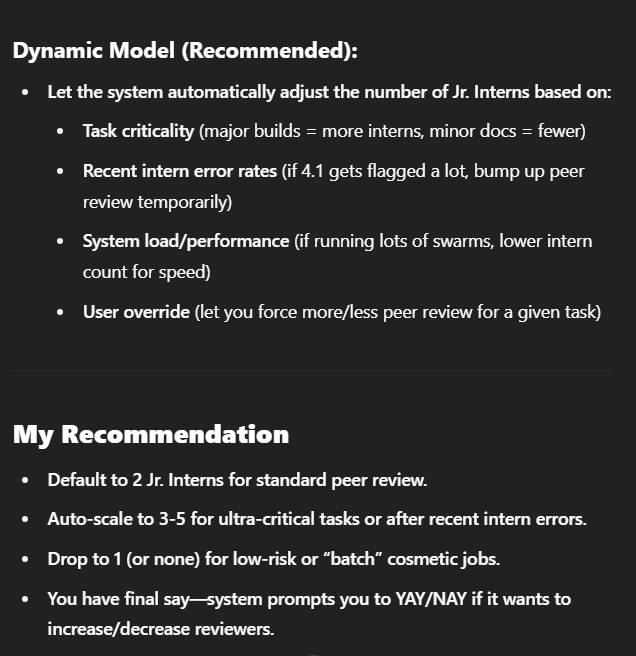 Dynamic Model (Recommended):
• Let the system automatically adjust the number of Jr. Interns based on:
• Task criticality (major builds = more interns, minor docs = fewer)
• Recent intern error rates (if 4.1 gets flagged a lot, bump up peer
review temporarily)
• System load/performance (if running lots of swarms, lower intern
count for speed)
• User override (let you force more/less peer review for a given task)
My Recommendation
• Default to 2 Jr. Interns for standard peer review.
• Auto-scale to 3-5 for ultra-critical tasks or after recent intern errors.
• Drop to 1 (or none) for low-risk or “batch” cosmetic jobs.
• You have final say—system prompts you to YAY/NAY if it wants to
increase/decrease reviewers.